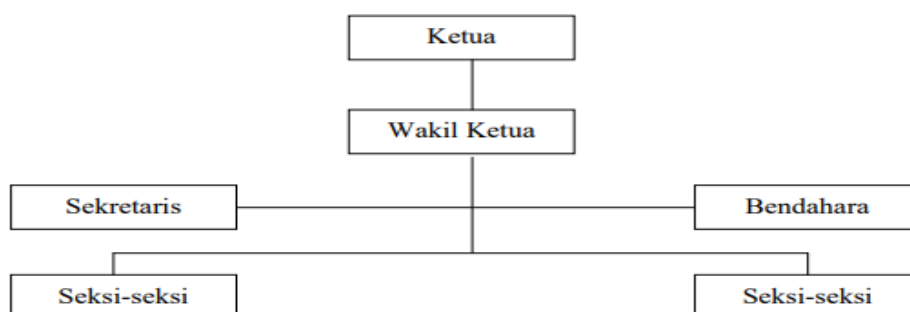 Ketua
Wakil Ketua
Sekretaris
Bendahara
Seksi-seksi
Seksi-seksi